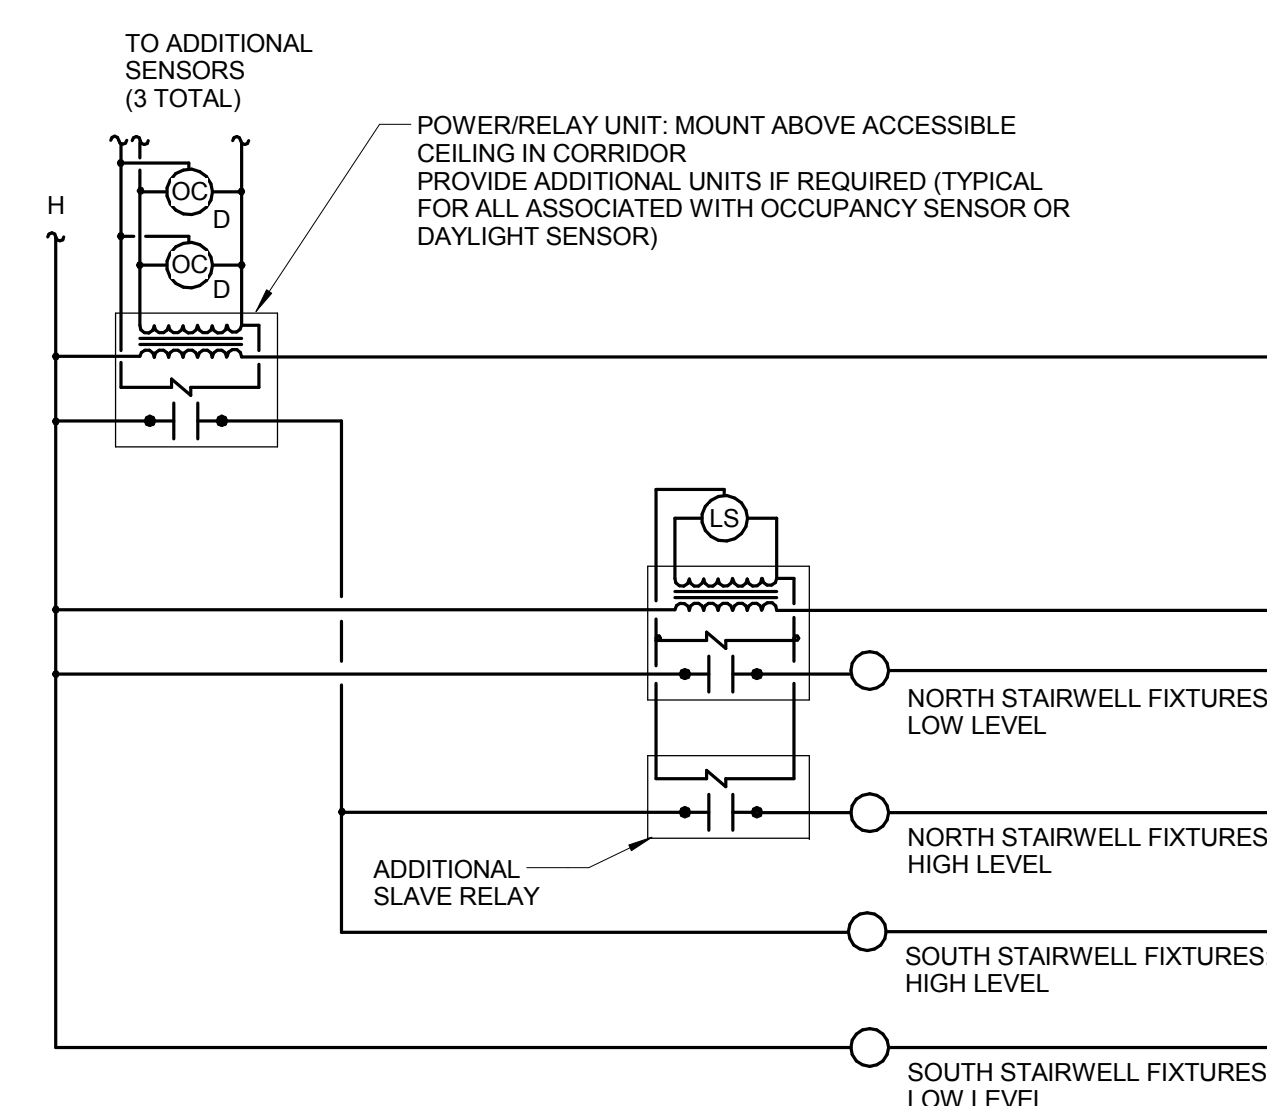 TO ADDITIONAL
SENSORS
(3 TOTAL)
POWER/RELAY UNIT: MOUNT ABOVE ACCESSIBLE
CEILING IN CORRIDOR
PROVIDE ADDITIONAL UNITS IF REQUIRED (TYPICAL
FOR ALL ASSOCIATED WITH OCCUPANCY SENSOR OR
DAYLIGHT SENSOR)
H
OC
D
OC
D
LS
NORTH STAIRWELL FIXTURES
LOW LEVEL
NORTH STAIRWELL FIXTURES
HIGH LEVEL
ADDITIONAL
SLAVE RELAY
SOUTH STAIRWELL FIXTURES:
HIGH LEVEL
SOUTH STAIRWELL FIXTURES
LOW LEVEL